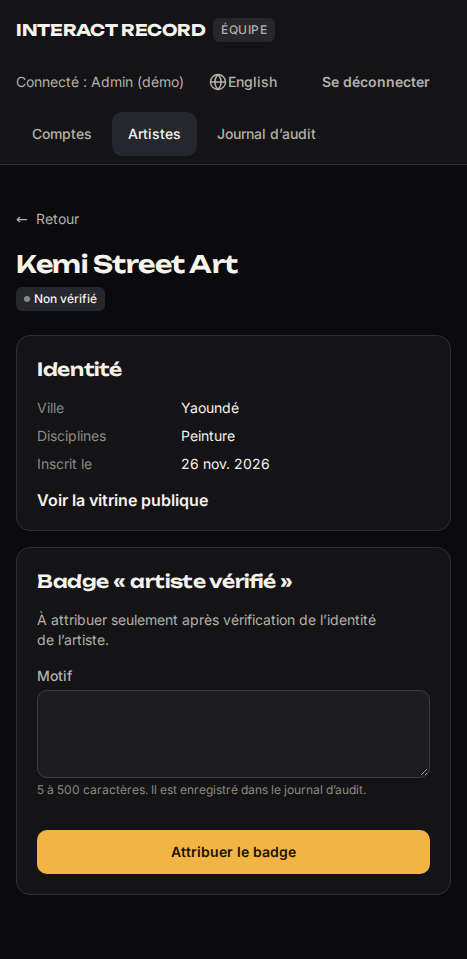 INTERACT RECORD ÉQUIPE
Connecté : Admin (démo) English Se déconnecter
Comptes Artistes Journal d’audit
← Retour
Kemi Street Art
Non vérifié
Identité
Ville Yaoundé
Disciplines Peinture
Inscrit le 26 nov. 2026
Voir la vitrine publique
Badge « artiste vérifié »
À attribuer seulement après vérification de l’identité
de l’artiste.
Motif
5 à 500 caractères. Il est enregistré dans le journal d’audit.
Attribuer le badge